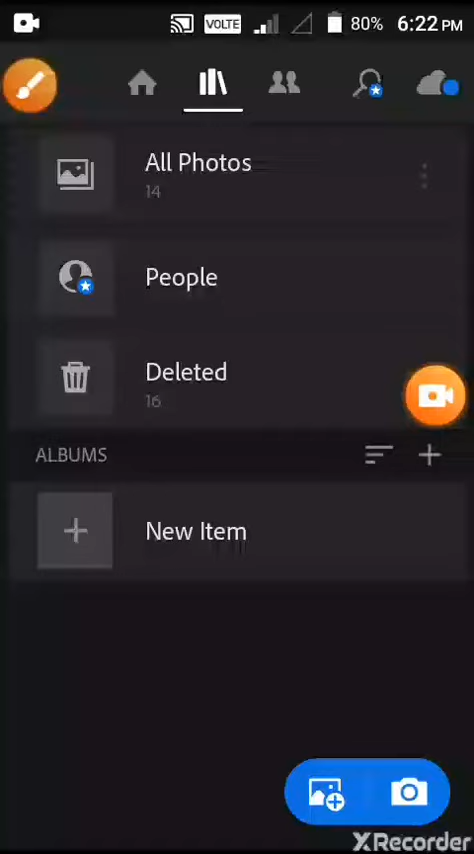 VOLTE 80% 6:22 PM
All Photos
14
People
Deleted
16
ALBUMS
New Item
XRecorder